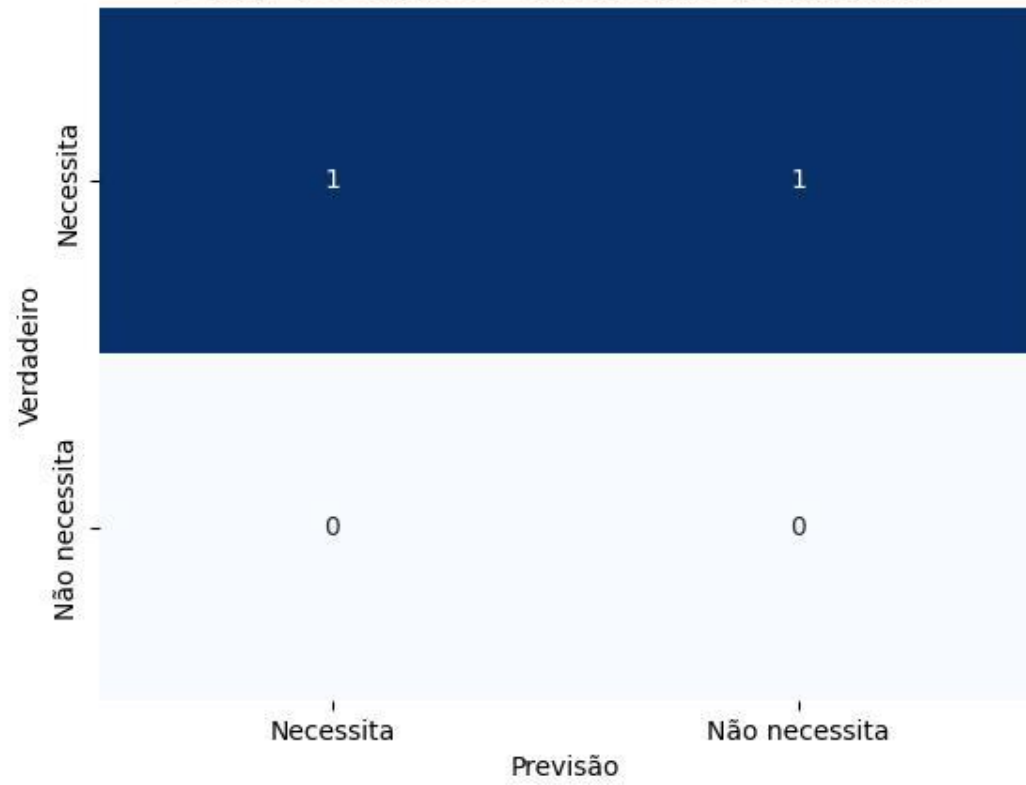 Necessita
1
1
Verdadeiro
Não necessita
0
0
Necessita
Não necessita
Previsão